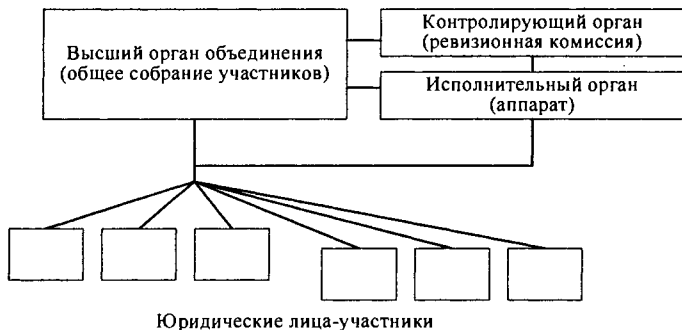 Высший орган объединения
(общее собрание участников)
Контролирующий орган
(ревизионная комиссия)
Исполнительный орган
(аппарат)
Юридические лица-участники